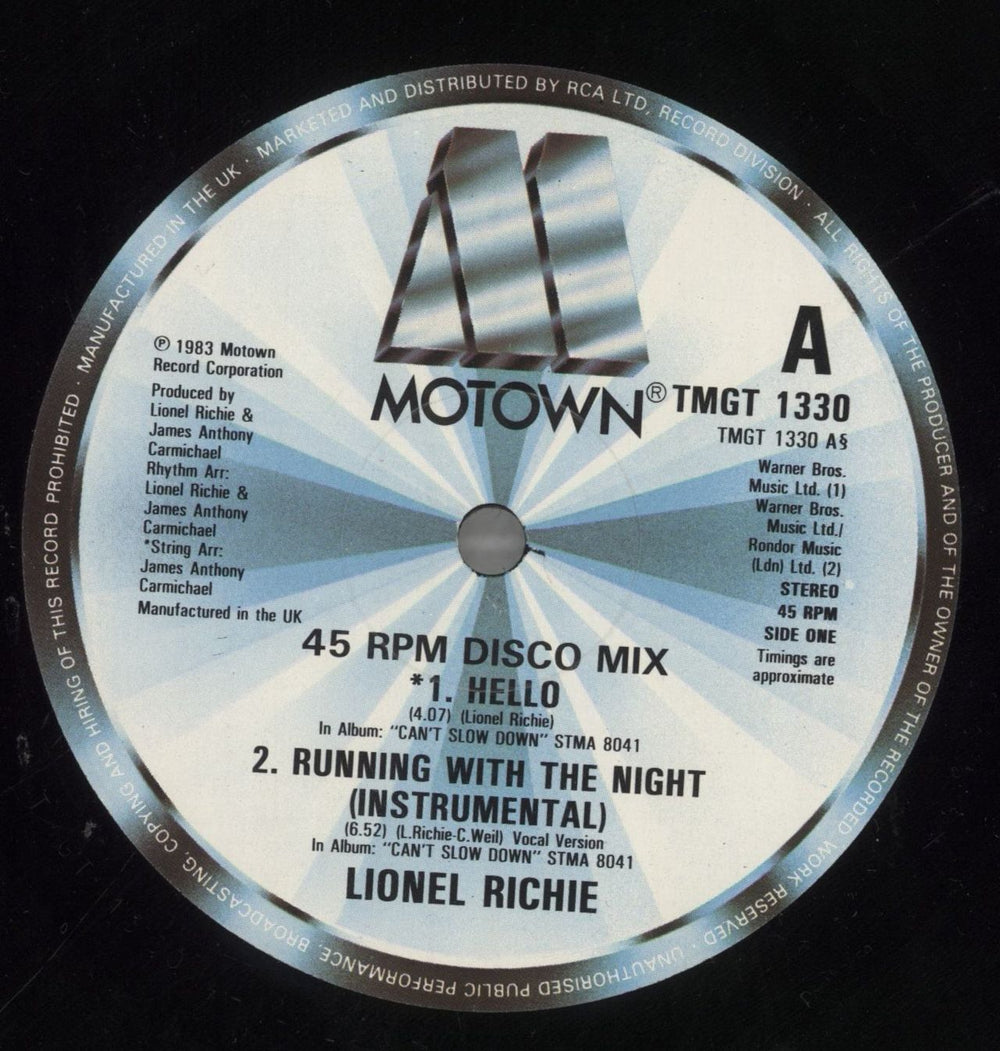 MANUFACTURED IN THE UK · MARKETED AND DISTRIBUTED BY RCA LTD, RECORD DIVISION · ALL RIGHTS OF THE PRODUCER AND OF THE OWNER OF THE RECORDED WORK RESERVED · UNAUTHORISED PUBLIC PERFORMANCE, BROADCASTING, COPYING AND HIRING OF THIS RECORD PROHIBITED ·
MOTOWN®
A
TMGT 1330
TMGT 1330 A§
℗ 1983 Motown
Record Corporation
Produced by
Lionel Richie &
James Anthony
Carmichael
Rhythm Arr:
Lionel Richie &
James Anthony
Carmichael
*String Arr:
James Anthony
Carmichael
Manufactured in the UK
Warner Bros.
Music Ltd. (1)
Warner Bros.
Music Ltd./
Rondor Music
(Ldn) Ltd. (2)
STEREO
45 RPM
SIDE ONE
Timings are
approximate
45 RPM DISCO MIX
*1. HELLO
(4.07) (Lionel Richie)
In Album: "CAN'T SLOW DOWN" STMA 8041
2. RUNNING WITH THE NIGHT
(INSTRUMENTAL)
(6.52) (L.Richie-C.Weil) Vocal Version
In Album: "CAN'T SLOW DOWN" STMA 8041
LIONEL RICHIE